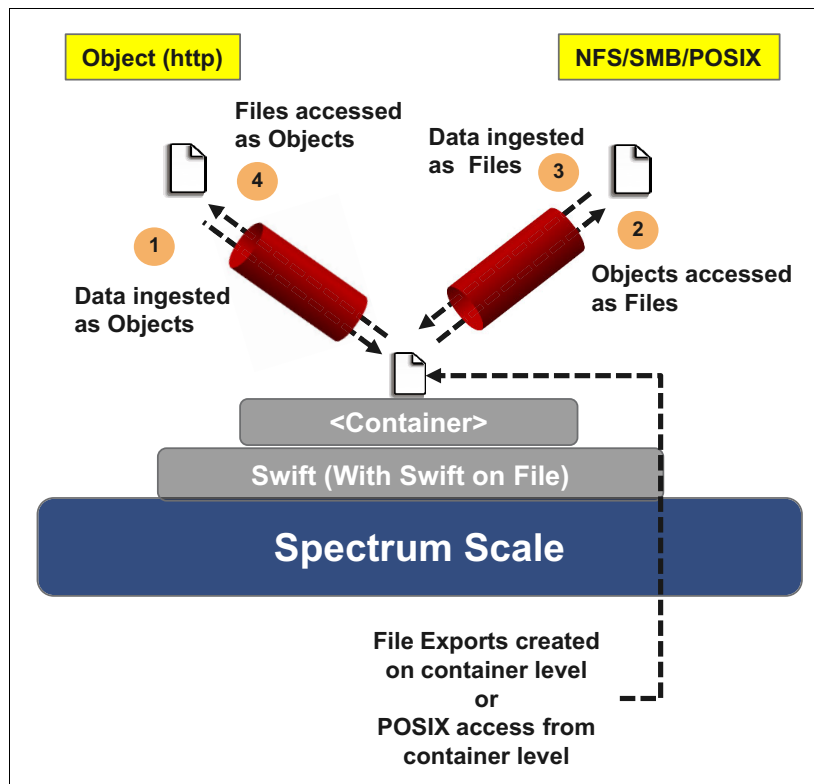 Object (http)
NFS/SMB/POSIX
Files accessed
as Objects
4
Data ingested
as Files
3
1
Data ingested
as Objects
2
Objects accessed
as Files
<Container>
Swift (With Swift on File)
Spectrum Scale
File Exports created
on container level
or
POSIX access from
container level